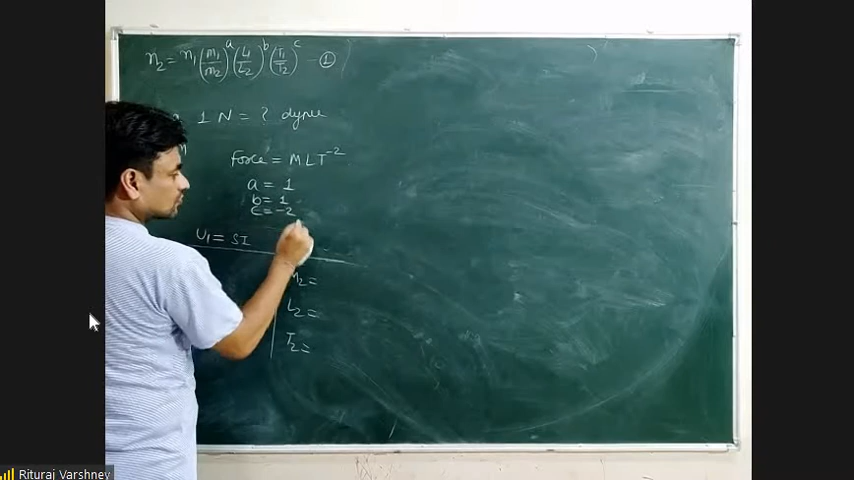 n₂ = n₁ (M₁/M₂)ᵃ (L₁/L₂)ᵇ (T₁/T₂)ᶜ - ①
1 N = ? dyne
Force = MLT⁻²
a = 1
b = 1
c = -2
U₁ = SI
M₂ =
L₂ =
T₂ =
Rituraj Varshney